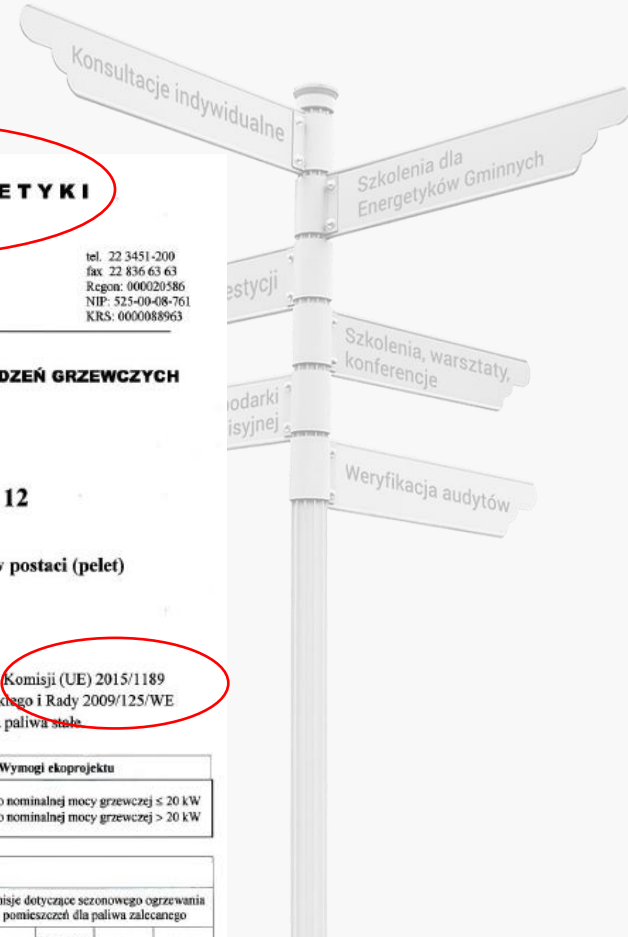 Konsultacje indywidualne
Szkolenia dla
Energetyków Gminnych
estycji
Szkolenia, warsztaty,
konferencje
podarki
isyjnej
Weryfikacja audytów
ETYKI
tel. 22 3451-200
fax 22 836 63 63
Regon: 000020586
NIP: 525-00-08-761
KRS: 0000088963
DZEŃ GRZEWCZYCH
12
postaci (pelet)
Komisji (UE) 2015/1189
kiego i Rady 2009/125/WE
paliwa stałe
Wymogi ekoprojektu
o nominalnej mocy grzewczej ≤ 20 kW
o nominalnej mocy grzewczej > 20 kW
isje dotyczące sezonowego ogrzewania
pomieszczeń dla paliwa zalecanego